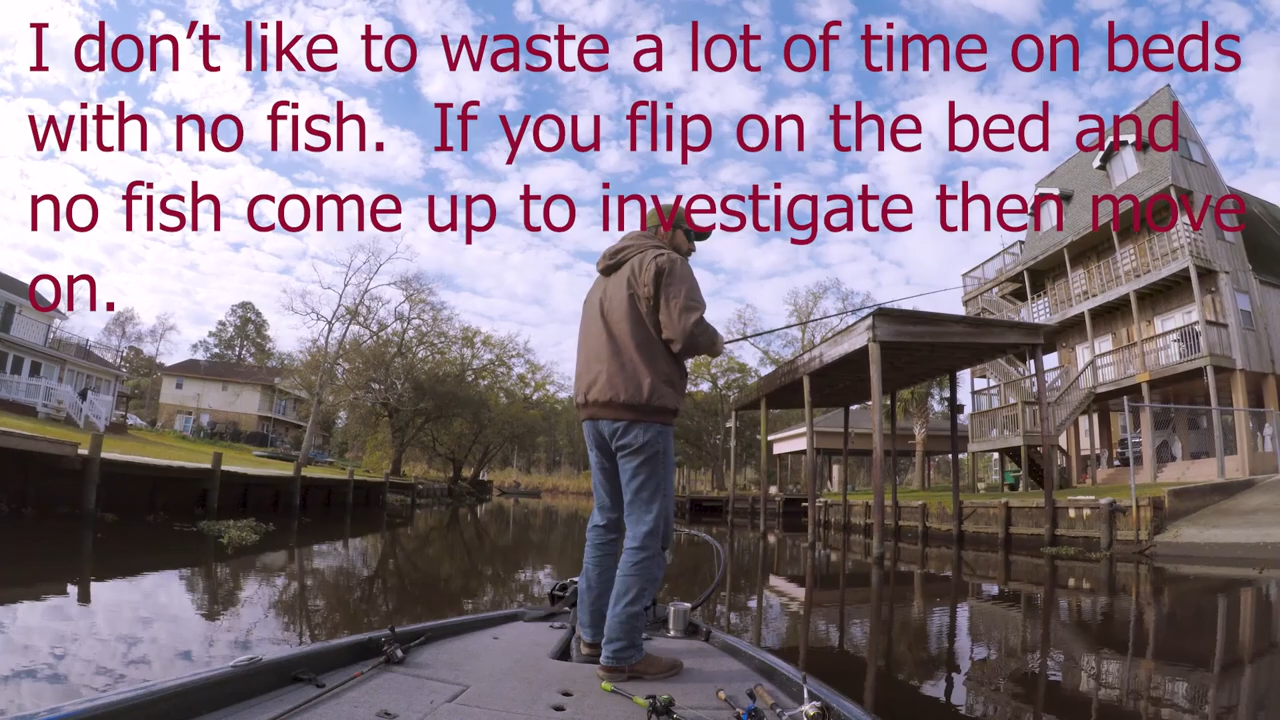 I don’t like to waste a lot of time on beds
with no fish.  If you flip on the bed and
no fish come up to investigate then move
on.